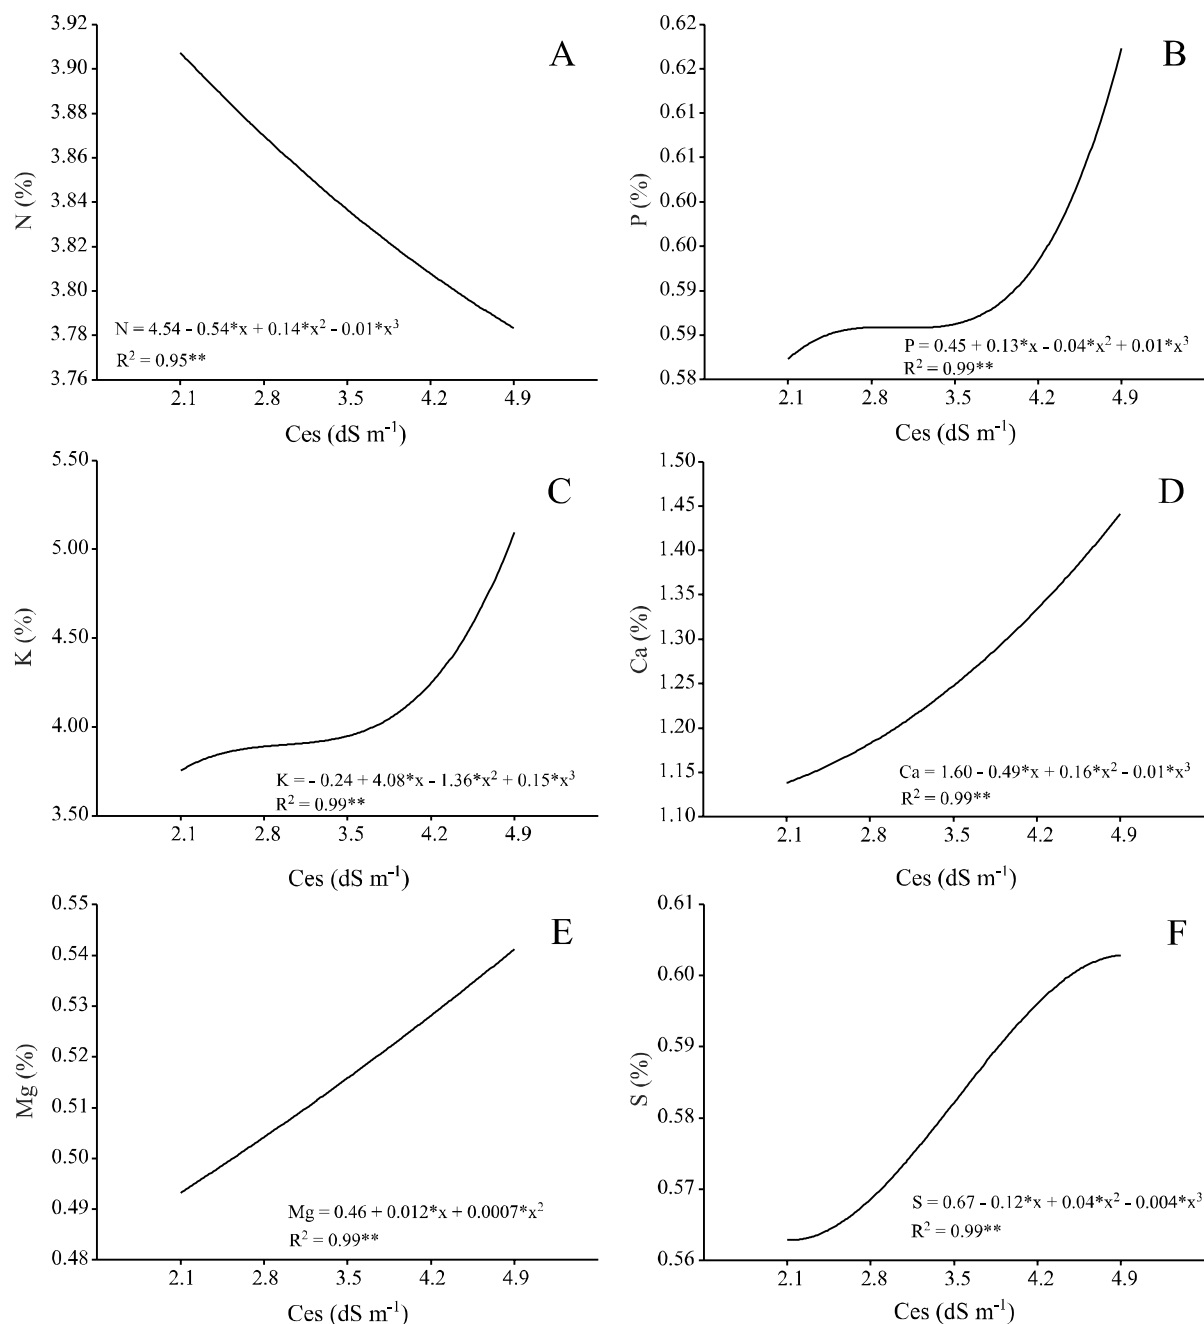 A
N (%)
3.92
3.90
3.88
3.86
3.84
3.82
3.80
3.78
3.76
N = 4.54 - 0.54*x + 0.14*x² - 0.01*x³
R² = 0.95**
2.1 2.8 3.5 4.2 4.9
Ces (dS m⁻¹)
B
P (%)
0.62
0.62
0.61
0.61
0.60
0.60
0.59
0.59
0.58
P = 0.45 + 0.13*x - 0.04*x² + 0.01*x³
R² = 0.99**
2.1 2.8 3.5 4.2 4.9
Ces (dS m⁻¹)
C
K (%)
5.50
5.00
4.50
4.00
3.50
K = - 0.24 + 4.08*x - 1.36*x² + 0.15*x³
R² = 0.99**
2.1 2.8 3.5 4.2 4.9
Ces (dS m⁻¹)
D
Ca (%)
1.50
1.45
1.40
1.35
1.30
1.25
1.20
1.15
1.10
Ca = 1.60 - 0.49*x + 0.16*x² - 0.01*x³
R² = 0.99**
2.1 2.8 3.5 4.2 4.9
Ces (dS m⁻¹)
E
Mg (%)
0.55
0.54
0.53
0.52
0.51
0.50
0.49
0.48
Mg = 0.46 + 0.012*x + 0.0007*x²
R² = 0.99**
2.1 2.8 3.5 4.2 4.9
Ces (dS m⁻¹)
F
S (%)
0.61
0.60
0.59
0.58
0.57
0.56
S = 0.67 - 0.12*x + 0.04*x² - 0.004*x³
R² = 0.99**
2.1 2.8 3.5 4.2 4.9
Ces (dS m⁻¹)